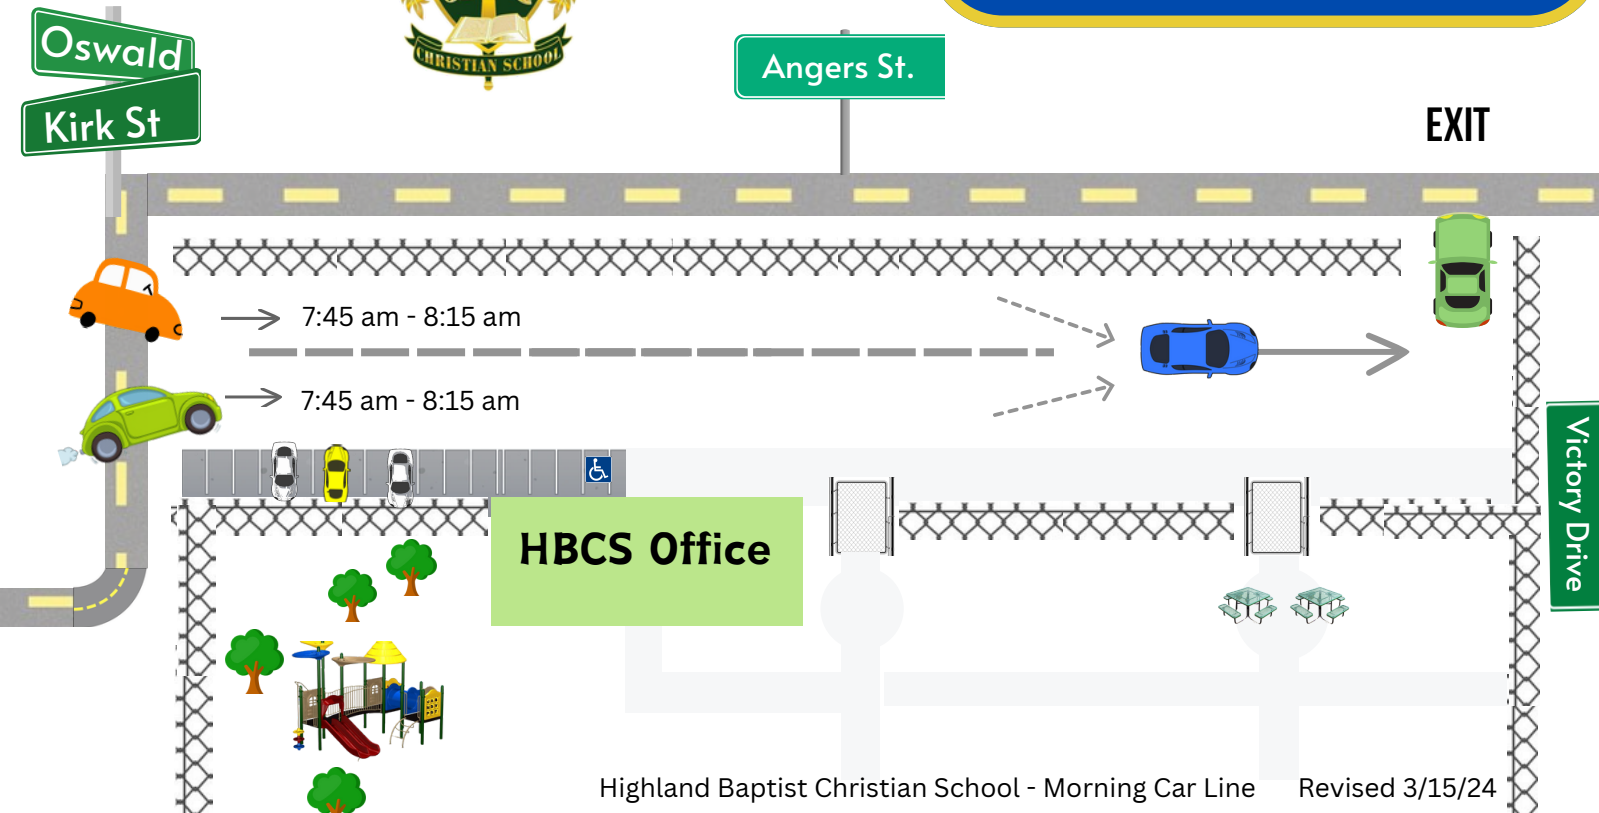 Oswald
Kirk St
CHRISTIAN SCHOOL
Angers St.
EXIT
7:45 am - 8:15 am
7:45 am - 8:15 am
HBCS Office
Victory Drive
Highland Baptist Christian School - Morning Car Line
Revised 3/15/24